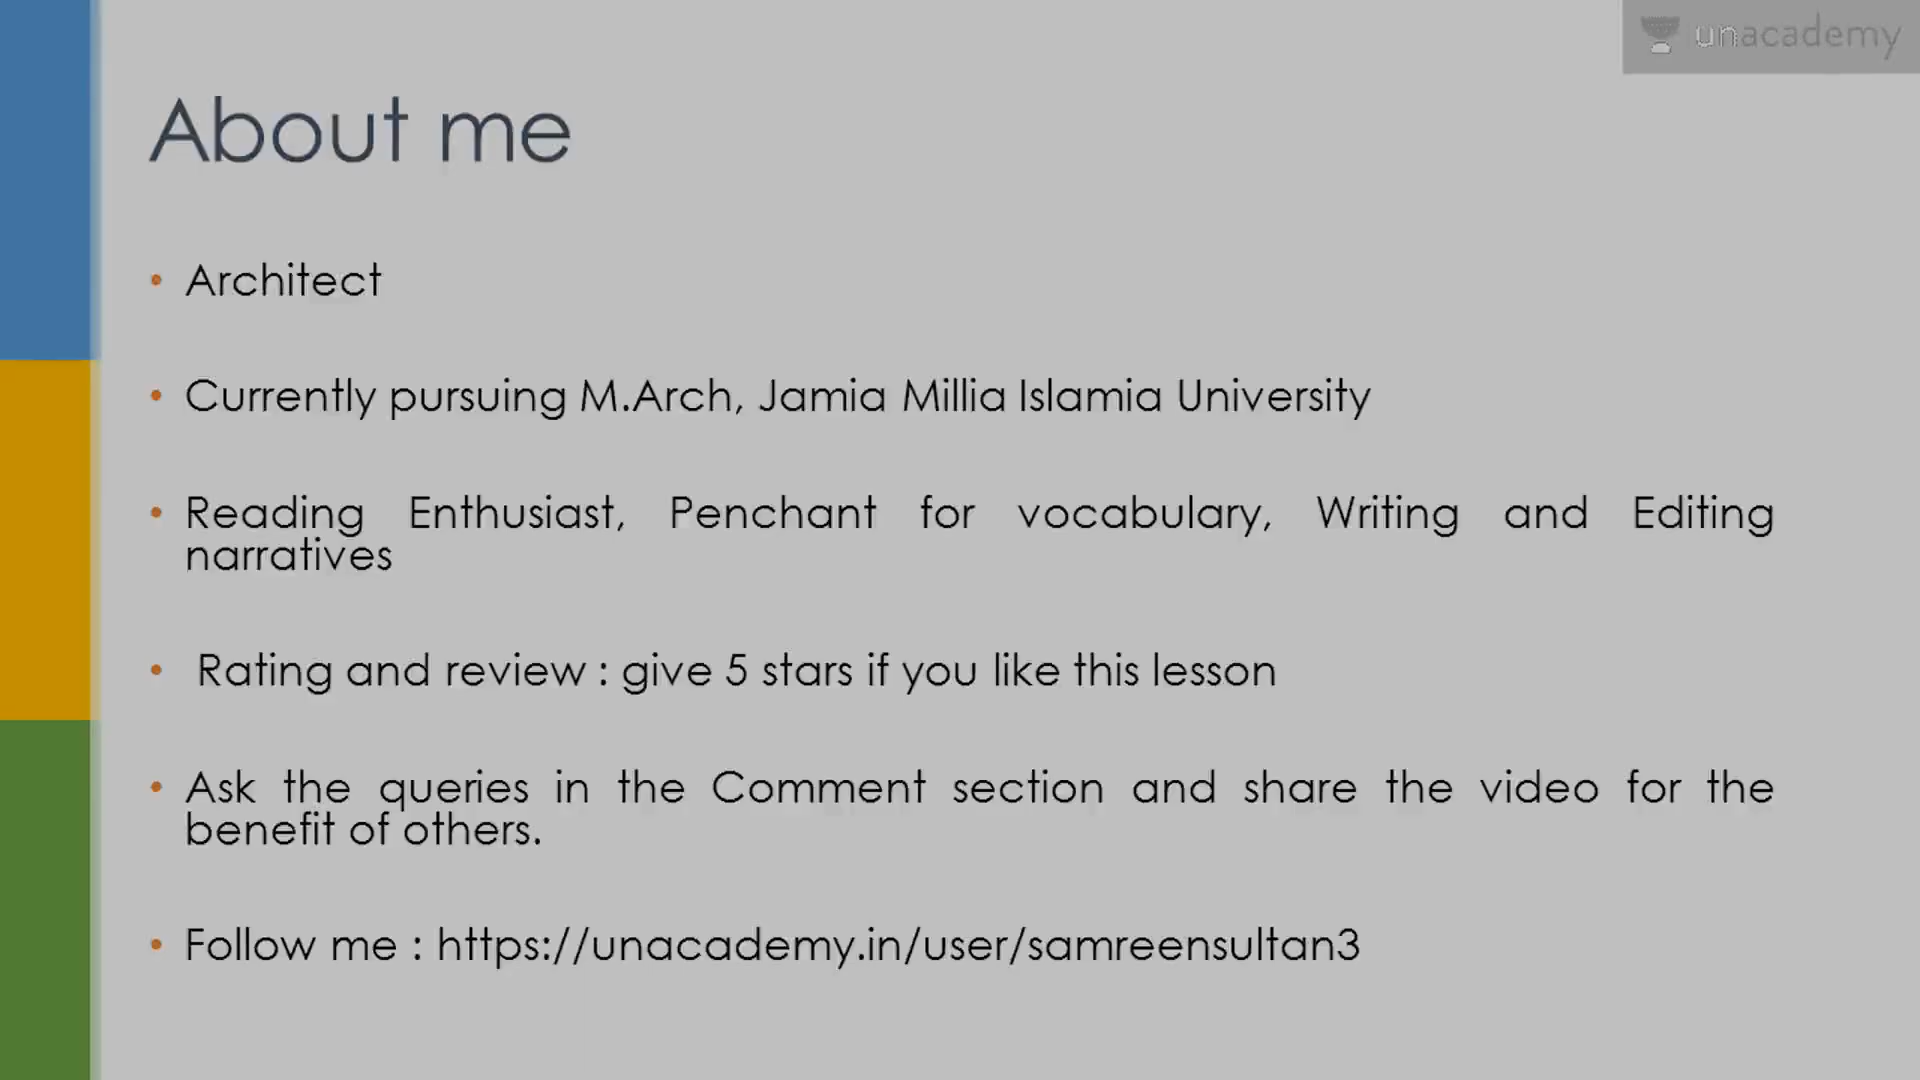 unacademy
About me
• Architect
• Currently pursuing M.Arch, Jamia Millia Islamia University
• Reading Enthusiast, Penchant for vocabulary, Writing and Editing
narratives
• Rating and review : give 5 stars if you like this lesson
• Ask the queries in the Comment section and share the video for the
benefit of others.
• Follow me : https://unacademy.in/user/samreensultan3